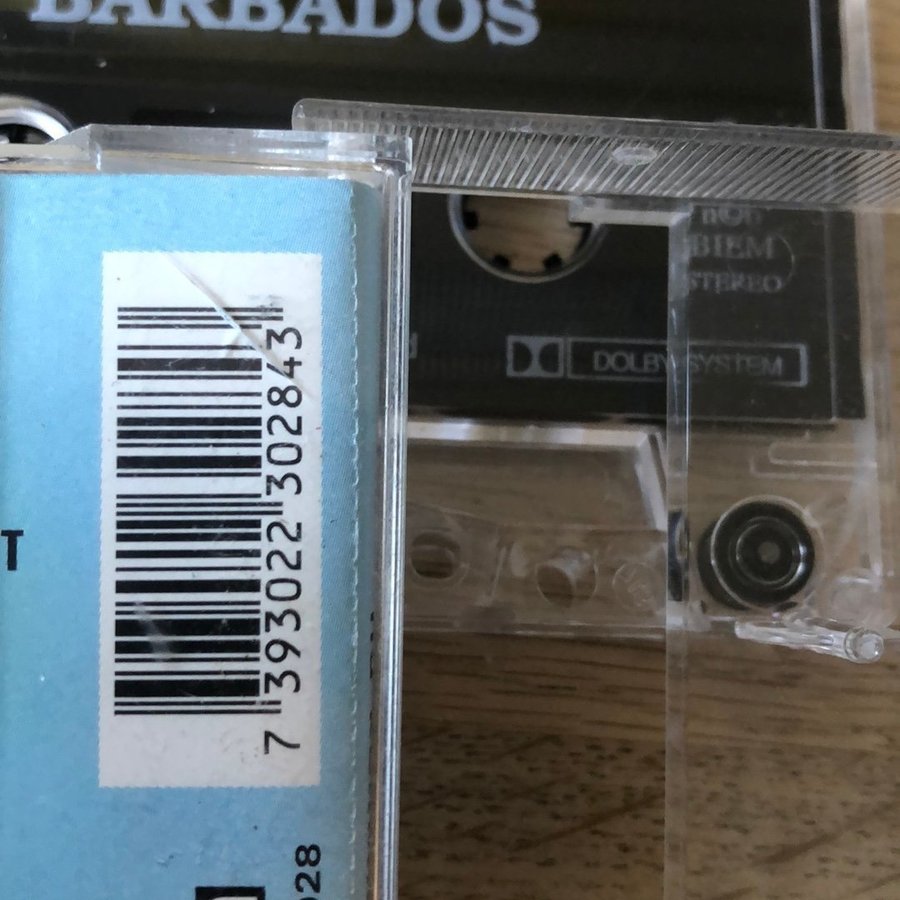 BARBADOS
n©b
BIEM
STEREO
DOLBY SYSTEM
T
7 393022 302843
028